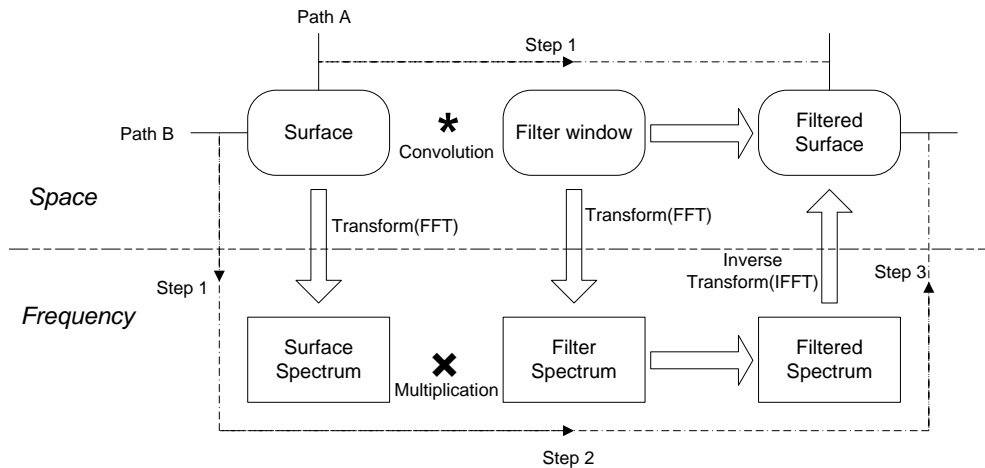 Path A
Step 1
Path B
Surface
*
Convolution
Filter window
Filtered
Surface
Space
Transform(FFT)
Transform(FFT)
Inverse
Transform(IFFT)
Step 1
Step 3
Frequency
Surface
Spectrum
×
Multiplication
Filter
Spectrum
Filtered
Spectrum
Step 2